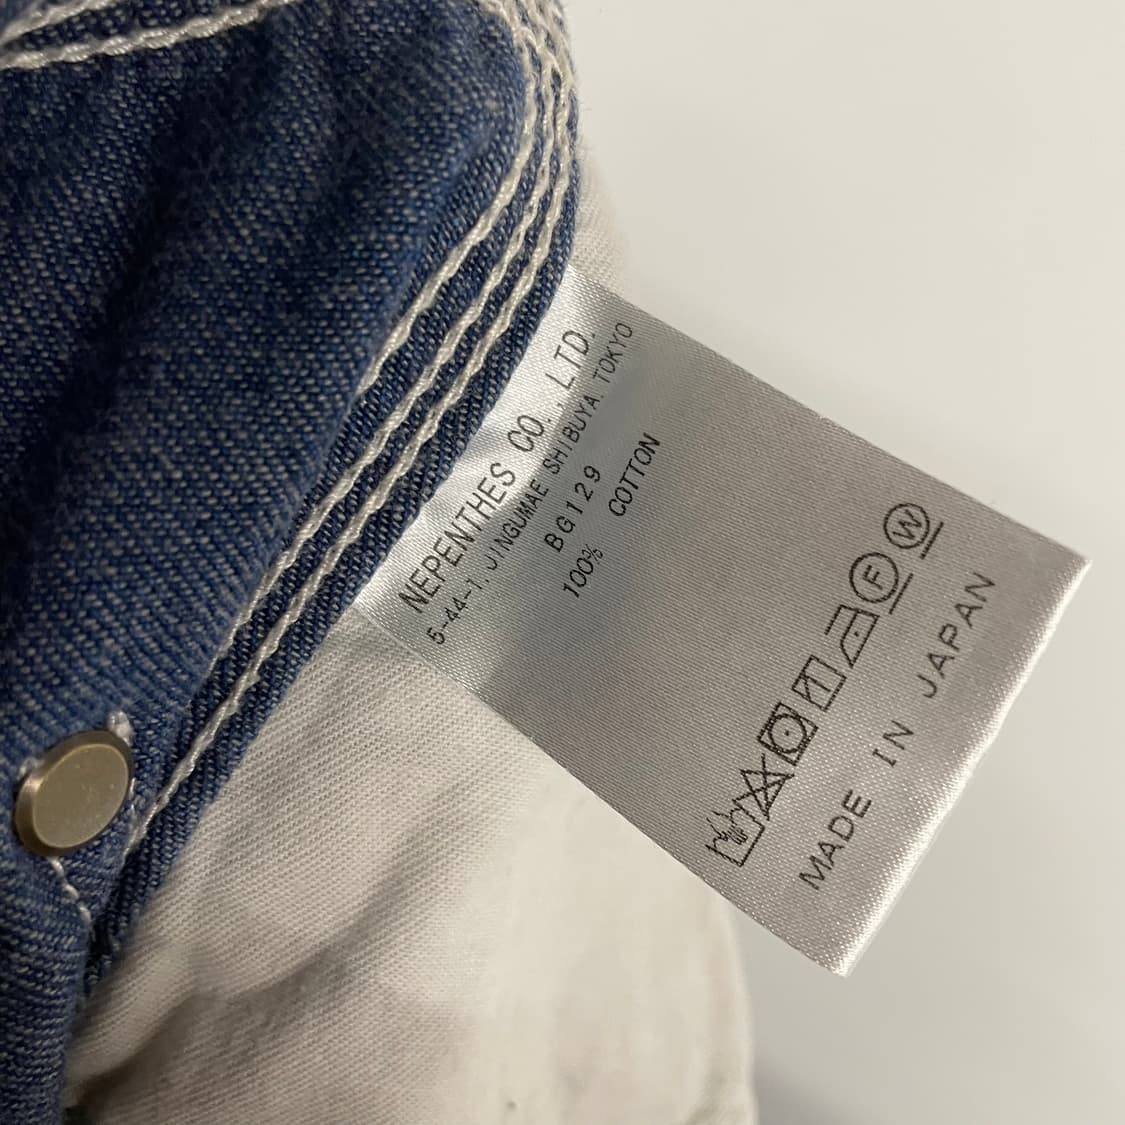 NEPENTHES CO., LTD.
5-44-1, JINGUMAE SHIBUYA TOKYO
BG129
100% COTTON
F W
MADE IN JAPAN